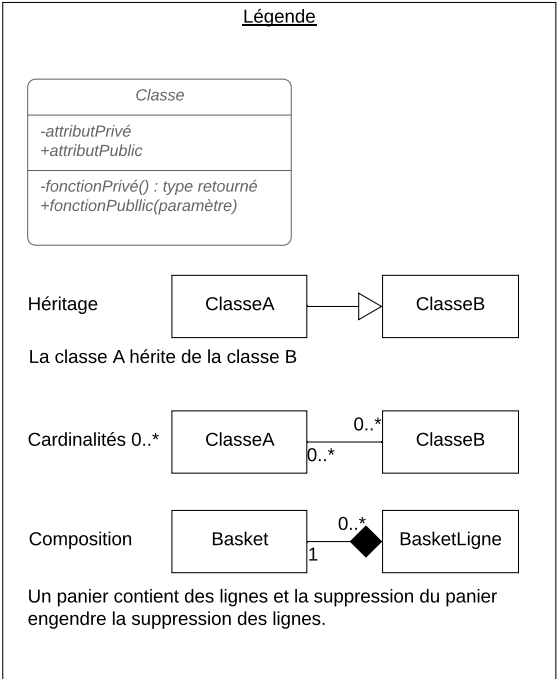 Légende
Classe
-attributPrivé
+attributPublic
-fonctionPrivé() : type retourné
+fonctionPubllic(paramètre)
Héritage
ClasseA
ClasseB
La classe A hérite de la classe B
Cardinalités 0..*
ClasseA
0..*
0..*
ClasseB
Composition
Basket
1
0..*
BasketLigne
Un panier contient des lignes et la suppression du panier
engendre la suppression des lignes.